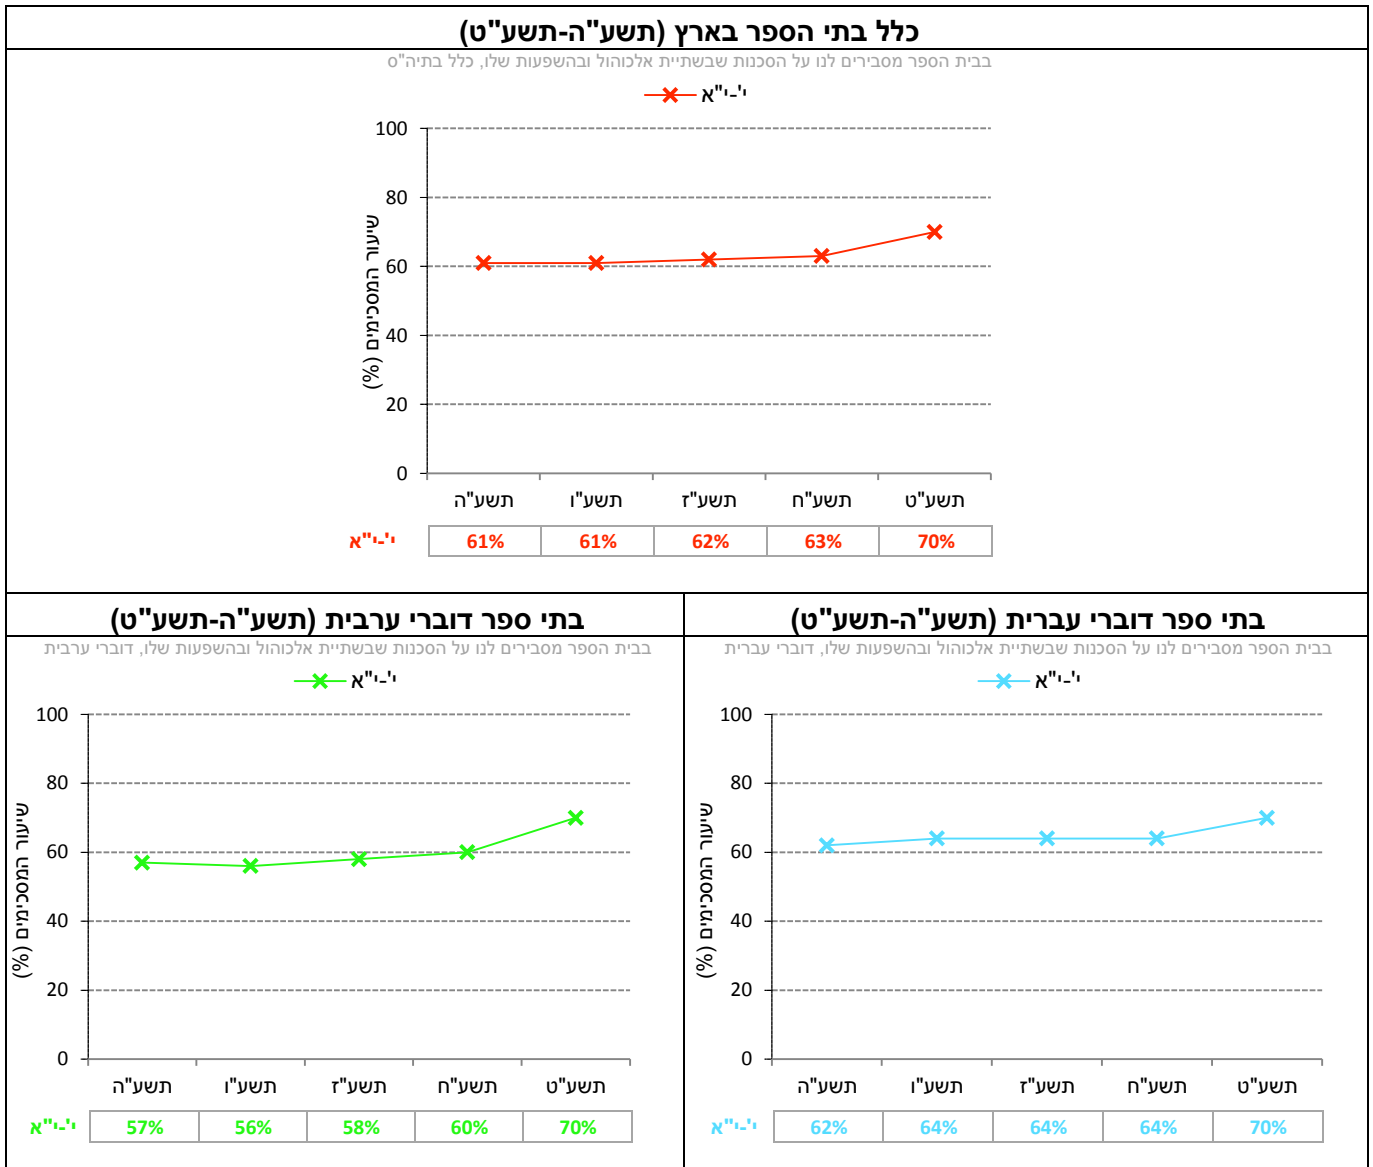 כלל בתי הספר בארץ (תשע"ה-תשע"ט)
בבית הספר מסבירים לנו על הסכנות שבשתיית אלכוהול ובהשפעות שלו, כלל בתיה"ס
י'-י"א
שיעור המסכימים (%)
100
80
60
40
20
0
תשע"ה תשע"ו תשע"ז תשע"ח תשע"ט
י'-י"א 61% 61% 62% 63% 70%
בתי ספר דוברי עברית (תשע"ה-תשע"ט)
בבית הספר מסבירים לנו על הסכנות שבשתיית אלכוהול ובהשפעות שלו, דוברי עברית
י'-י"א
שיעור המסכימים (%)
100
80
60
40
20
0
תשע"ה תשע"ו תשע"ז תשע"ח תשע"ט
י'-י"א 62% 64% 64% 64% 70%
בתי ספר דוברי ערבית (תשע"ה-תשע"ט)
בבית הספר מסבירים לנו על הסכנות שבשתיית אלכוהול ובהשפעות שלו, דוברי ערבית
י'-י"א
שיעור המסכימים (%)
100
80
60
40
20
0
תשע"ה תשע"ו תשע"ז תשע"ח תשע"ט
י'-י"א 57% 56% 58% 60% 70%